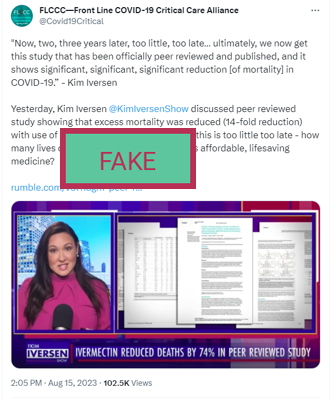 FLCCC—Front Line COVID-19 Critical Care Alliance
@Covid19Critical
"Now, two, three years later, too little, too late... ultimately, we now get
this study that has been officially peer reviewed and published, and it
shows significant, significant, significant reduction [of mortality] in
COVID-19." - Kim Iversen
Yesterday, Kim Iversen @KimIversenShow discussed peer reviewed
study showing that excess mortality was reduced (14-fold reduction)
with use of this is too little too late - how
many lives affordable, lifesaving
medicine?
FAKE
KIM
IVERSEN
SHOW
IVERMECTIN REDUCED DEATHS BY 74% IN PEER REVIEWED STUDY
2:05 PM · Aug 15, 2023 · 102.5K Views